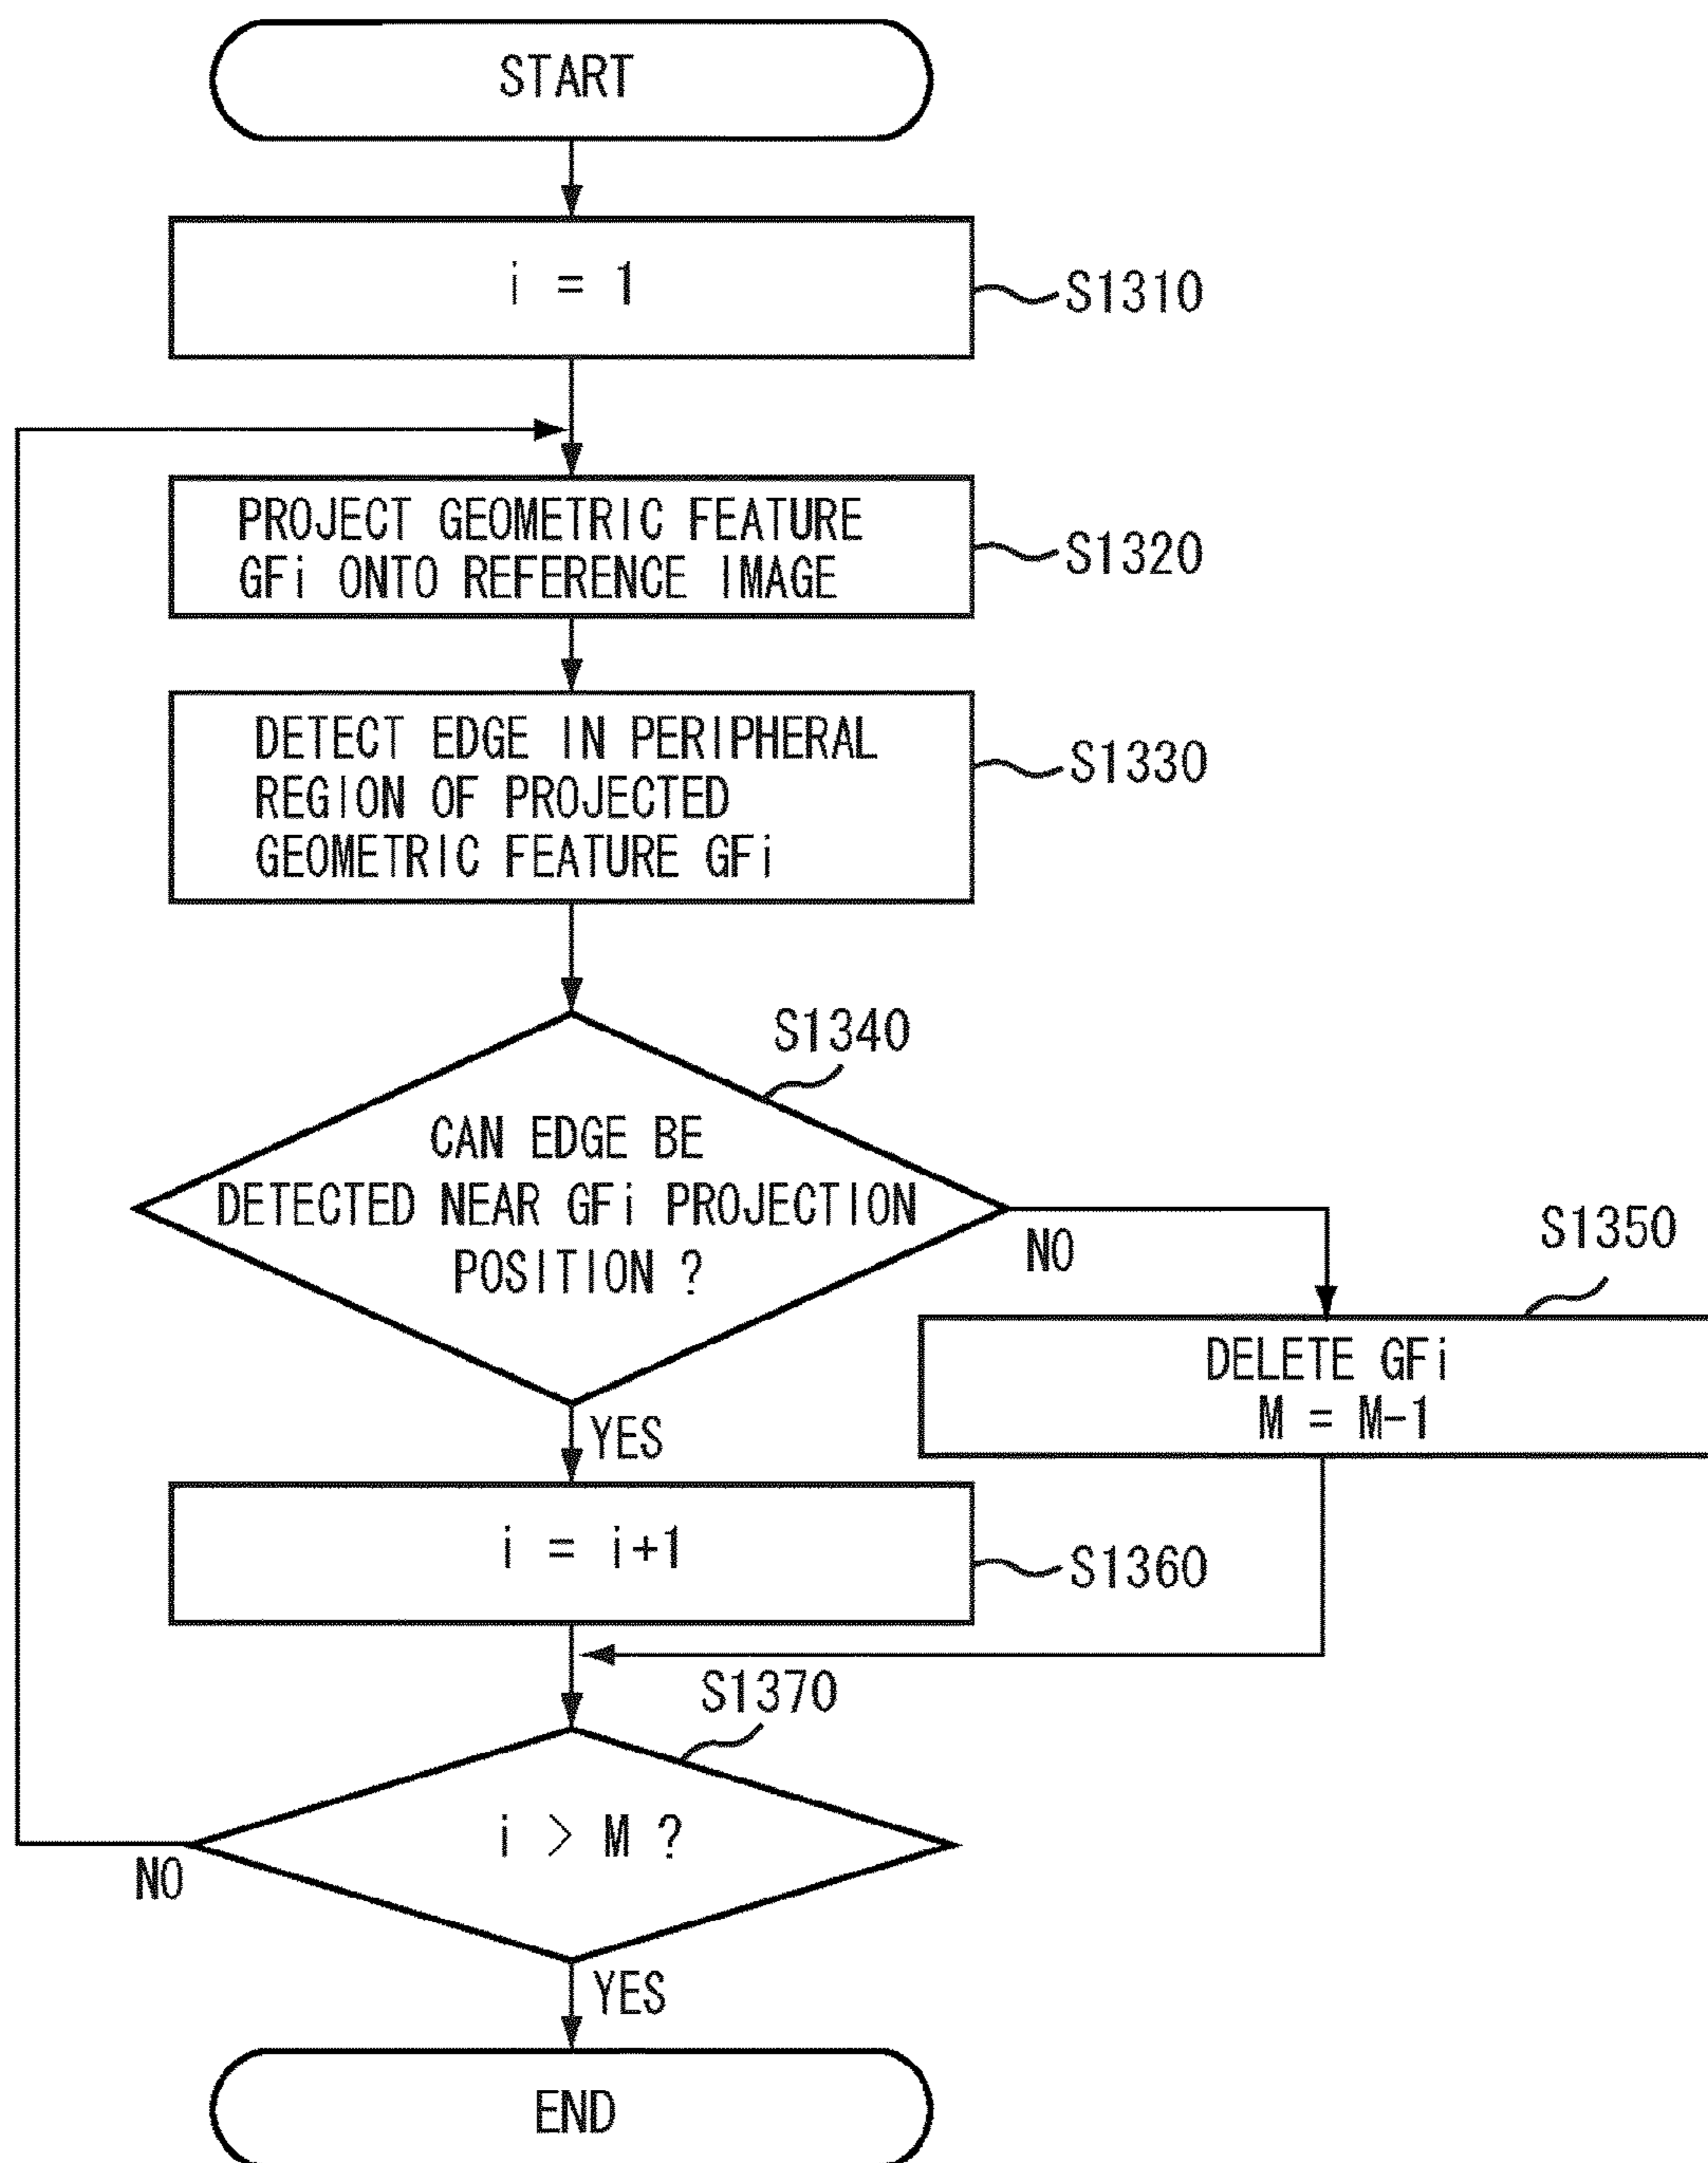 START
i = 1
S1310
PROJECT GEOMETRIC FEATURE
GFi ONTO REFERENCE IMAGE
S1320
DETECT EDGE IN PERIPHERAL
REGION OF PROJECTED
GEOMETRIC FEATURE GFi
S1330
S1340
CAN EDGE BE
DETECTED NEAR GFi PROJECTION
POSITION ?
NO
S1350
DELETE GFi
M = M-1
YES
i = i+1
S1360
S1370
i > M ?
NO
YES
END